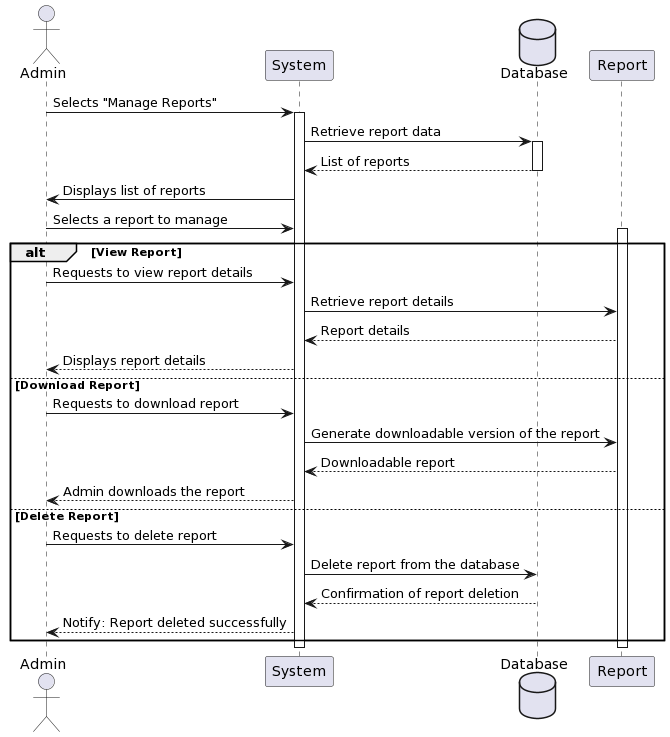 Admin
System
Database
Report
Selects "Manage Reports"
Retrieve report data
List of reports
Displays list of reports
Selects a report to manage
alt [View Report]
Requests to view report details
Retrieve report details
Report details
Displays report details
[Download Report]
Requests to download report
Generate downloadable version of the report
Downloadable report
Admin downloads the report
[Delete Report]
Requests to delete report
Delete report from the database
Confirmation of report deletion
Notify: Report deleted successfully
Admin
System
Database
Report